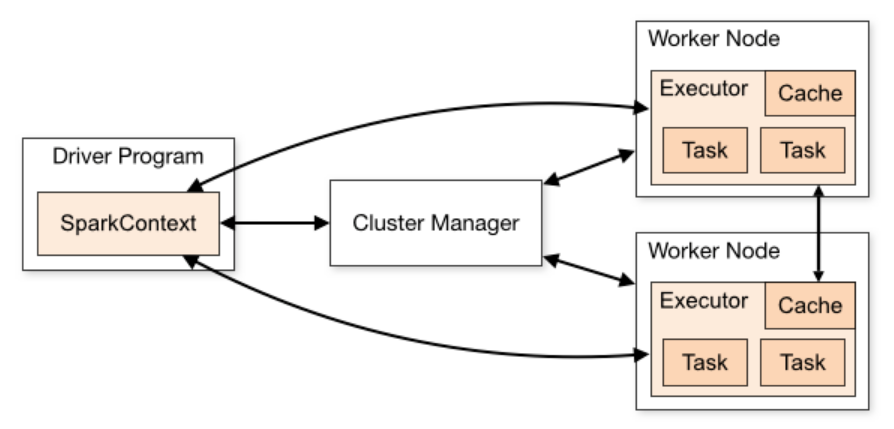 Driver Program
SparkContext
Cluster Manager
Worker Node
Executor
Cache
Task
Task
Worker Node
Executor
Cache
Task
Task